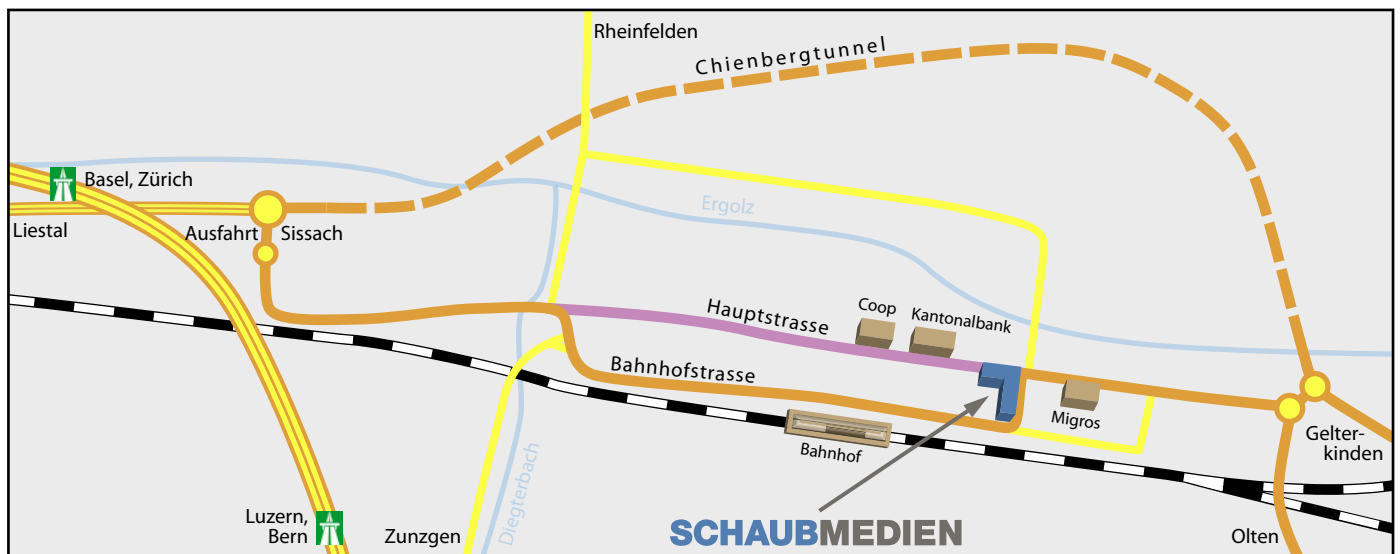 Rheinfelden
Chienbergtunnel
Basel, Zürich
Liestal
Ausfahrt Sissach
Ergolz
Hauptstrasse
Coop
Kantonalbank
Bahnhofstrasse
Migros
Bahnhof
Gelter-
kinden
Diegterbach
Luzern,
Bern
Zunzgen
SCHAUBMEDIEN
Olten